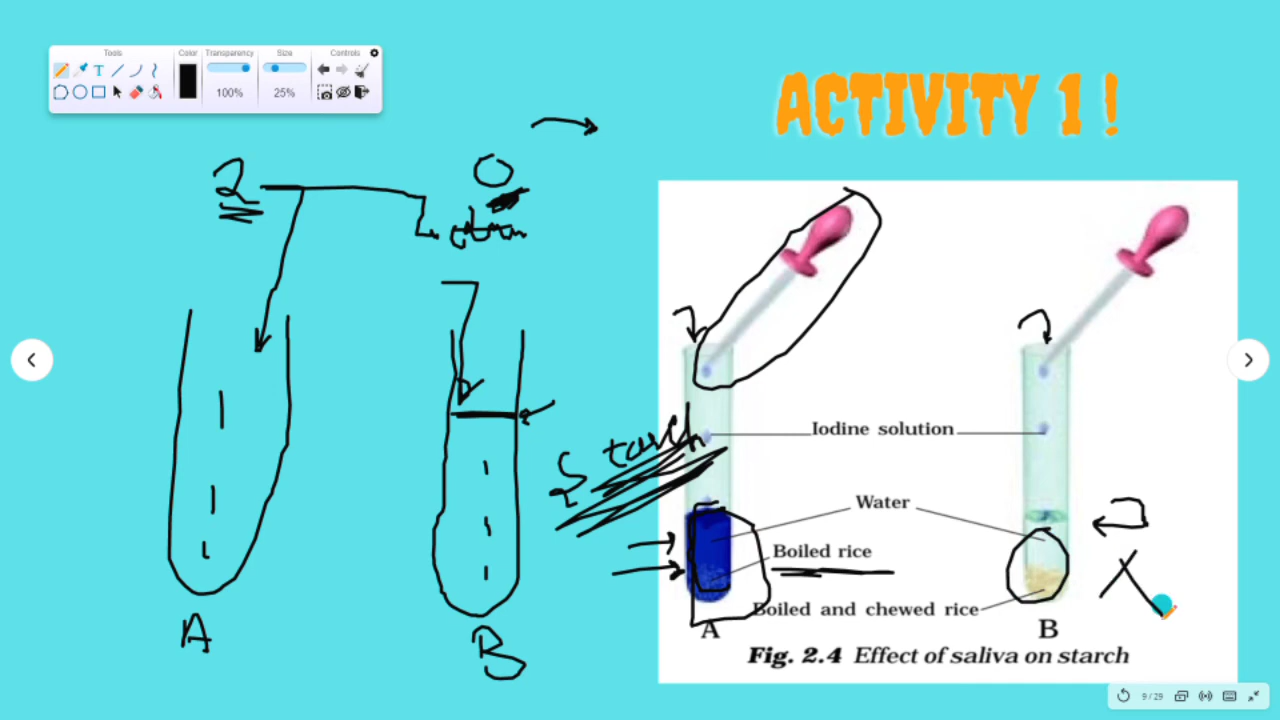 Tools
Color
Transparency
Size
Controls
100%
25%
ACTIVITY 1 !
2
Starch
Iodine solution
Water
Boiled rice
Boiled and chewed rice
A
B
A
B
Fig. 2.4 Effect of saliva on starch
9 / 29